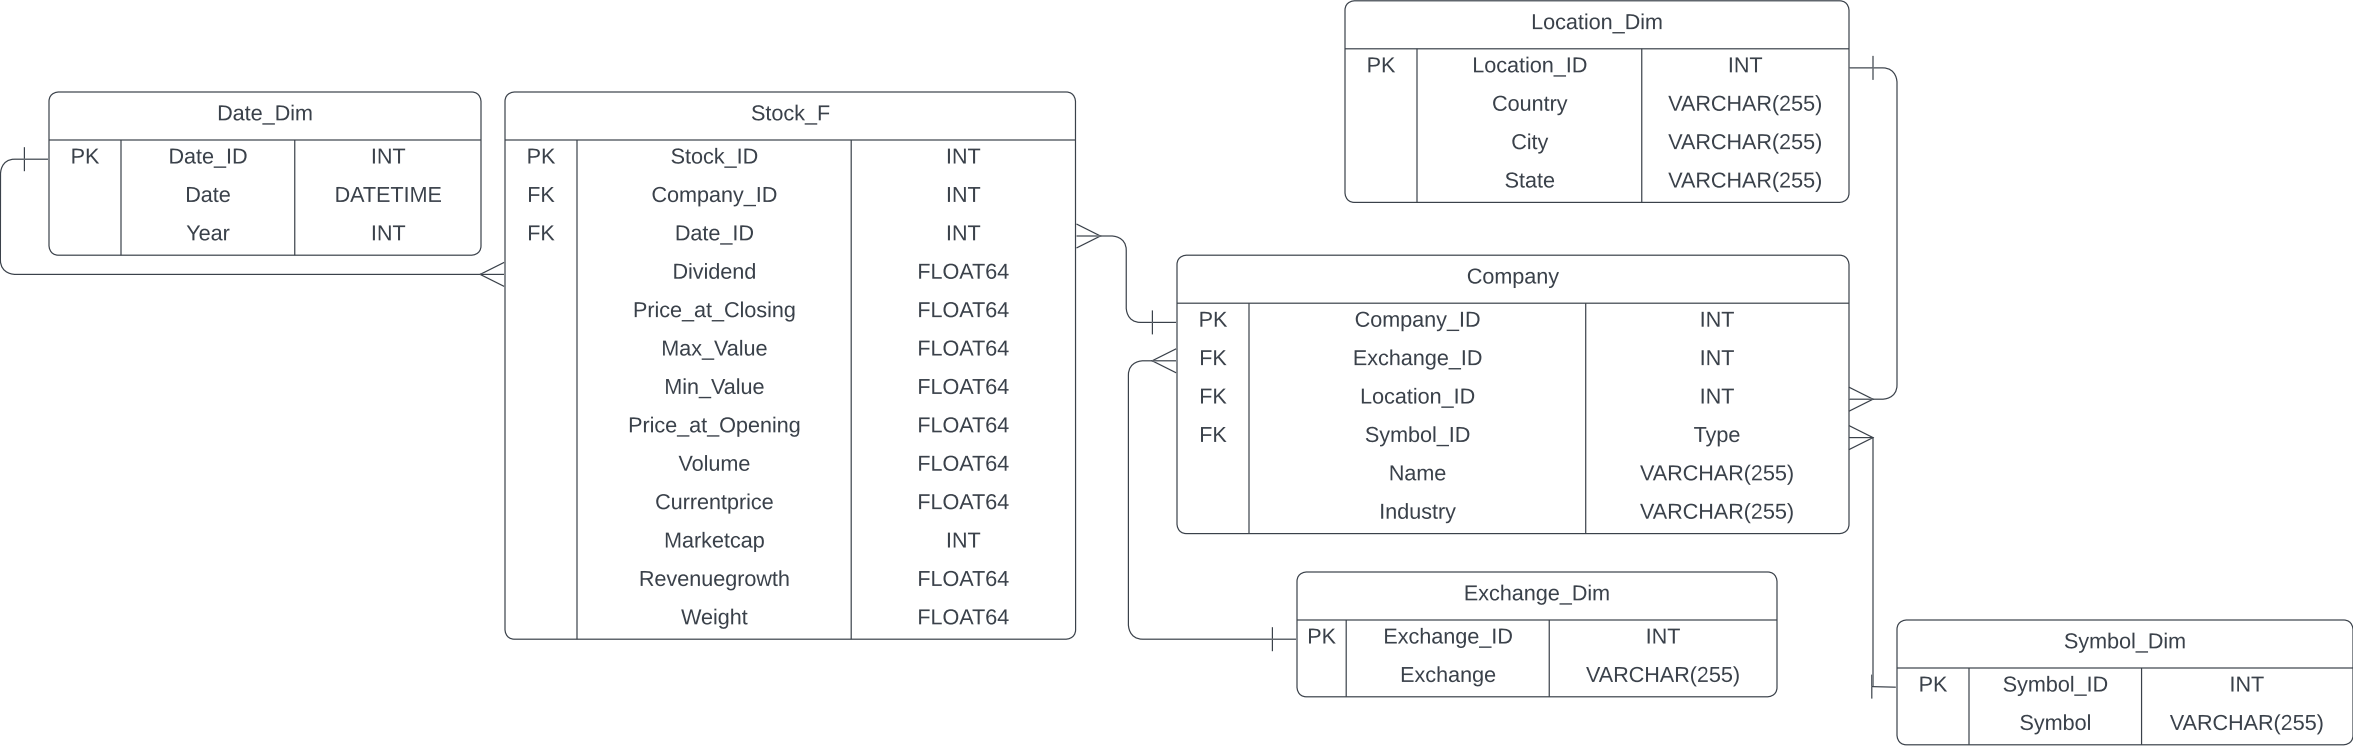 Date_Dim
PK Date_ID INT
Date DATETIME
Year INT
Stock_F
PK Stock_ID INT
FK Company_ID INT
FK Date_ID INT
Dividend FLOAT64
Price_at_Closing FLOAT64
Max_Value FLOAT64
Min_Value FLOAT64
Price_at_Opening FLOAT64
Volume FLOAT64
Currentprice FLOAT64
Marketcap INT
Revenuegrowth FLOAT64
Weight FLOAT64
Location_Dim
PK Location_ID INT
Country VARCHAR(255)
City VARCHAR(255)
State VARCHAR(255)
Company
PK Company_ID INT
FK Exchange_ID INT
FK Location_ID INT
FK Symbol_ID Type
Name VARCHAR(255)
Industry VARCHAR(255)
Exchange_Dim
PK Exchange_ID INT
Exchange VARCHAR(255)
Symbol_Dim
PK Symbol_ID INT
Symbol VARCHAR(255)